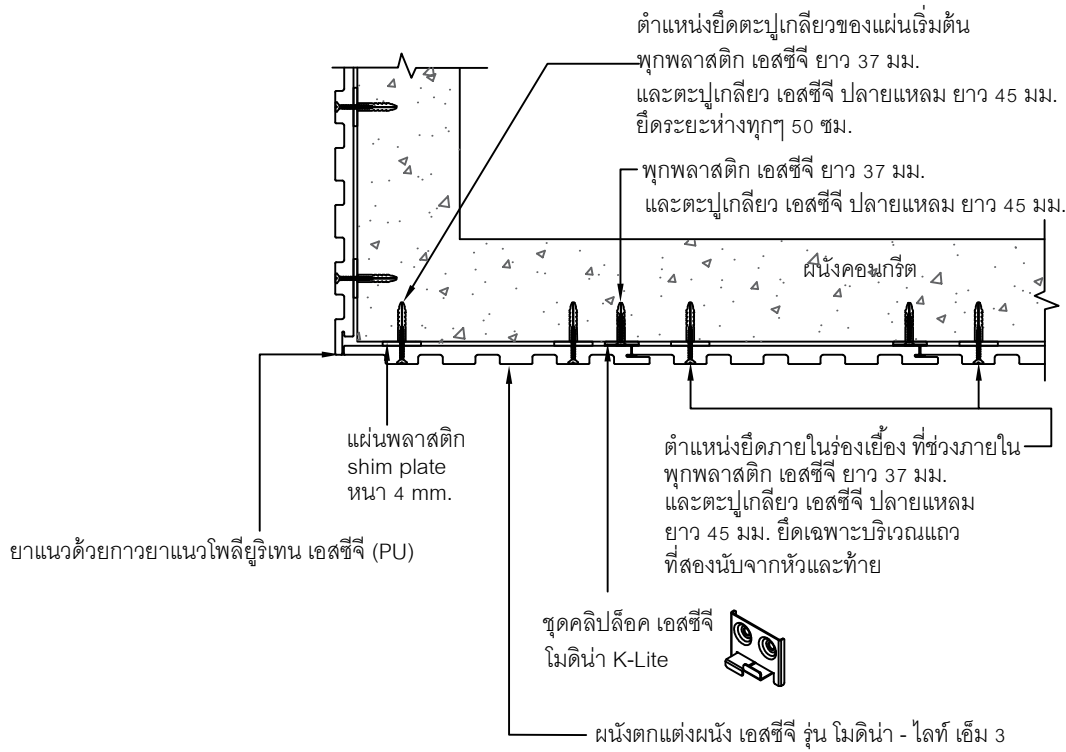 ตำแหน่งยึดตะปูเกลียวของแผ่นเริ่มต้น
พุกพลาสติก เอสซีจี ยาว 37 มม.
และตะปูเกลียว เอสซีจี ปลายแหลม ยาว 45 มม.
ยึดระยะห่างทุกๆ 50 ซม.
พุกพลาสติก เอสซีจี ยาว 37 มม.
และตะปูเกลียว เอสซีจี ปลายแหลม ยาว 45 มม.
ผนังคอนกรีต
แผ่นพลาสติก
shim plate
หนา 4 mm.
ตำแหน่งยึดภายในร่องเยื้อง ที่ช่วงภายใน
พุกพลาสติก เอสซีจี ยาว 37 มม.
และตะปูเกลียว เอสซีจี ปลายแหลม
ยาว 45 มม. ยึดเฉพาะบริเวณแถว
ที่สองนับจากหัวและท้าย
ยาแนวด้วยกาวยาแนวโพลียูริเทน เอสซีจี (PU)
ชุดคลิปล็อค เอสซีจี
โมดิน่า K-Lite
ผนังตกแต่งผนัง เอสซีจี รุ่น โมดิน่า - ไลท์ เอ็ม 3